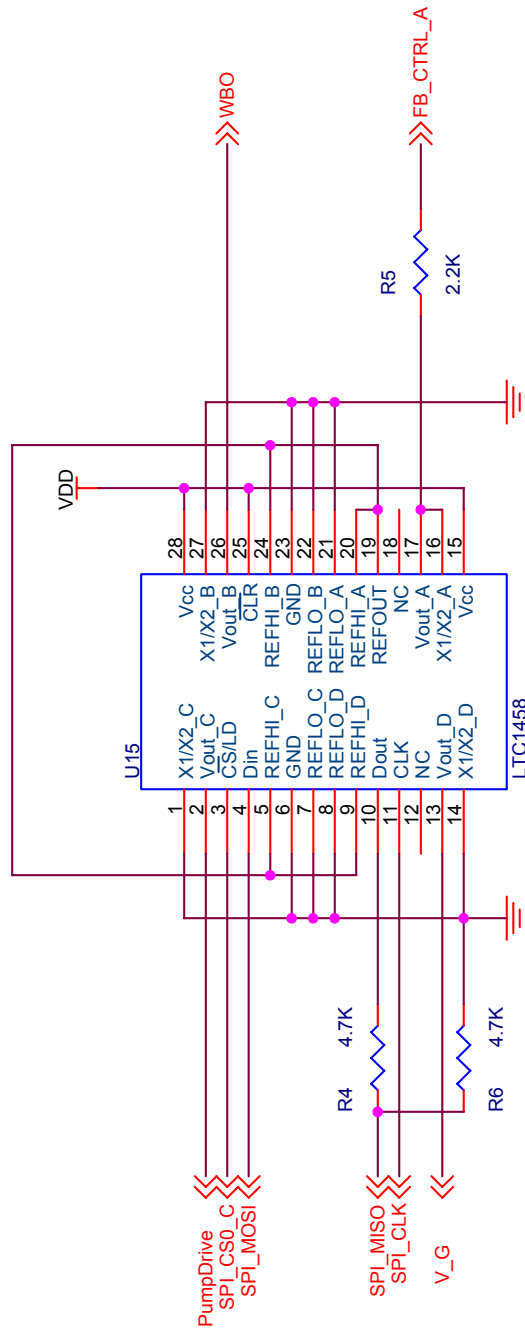 VDD
U15
1
2
3
4
5
6
7
8
9
10
11
12
13
14
X1/X2_C
Vout_C
CS/LD
Din
REFHI_C
GND
REFLO_C
REFLO_D
REFHI_D
Dout
CLK
NC
Vout_D
X1/X2_D
Vcc
X1/X2_B
Vout_B
CLR
REFHI_B
GND
REFLO_B
REFLO_A
REFHI_A
REFOUT
NC
Vout_A
X1/X2_A
Vcc
28
27
26
25
24
23
22
21
20
19
18
17
16
15
LTC1458
PumpDrive
SPI_CS0_C
SPI_MOSI
SPI_MISO
SPI_CLK
V_G
R4
4.7K
R6
4.7K
WBO
R5
2.2K
FB_CTRL_A